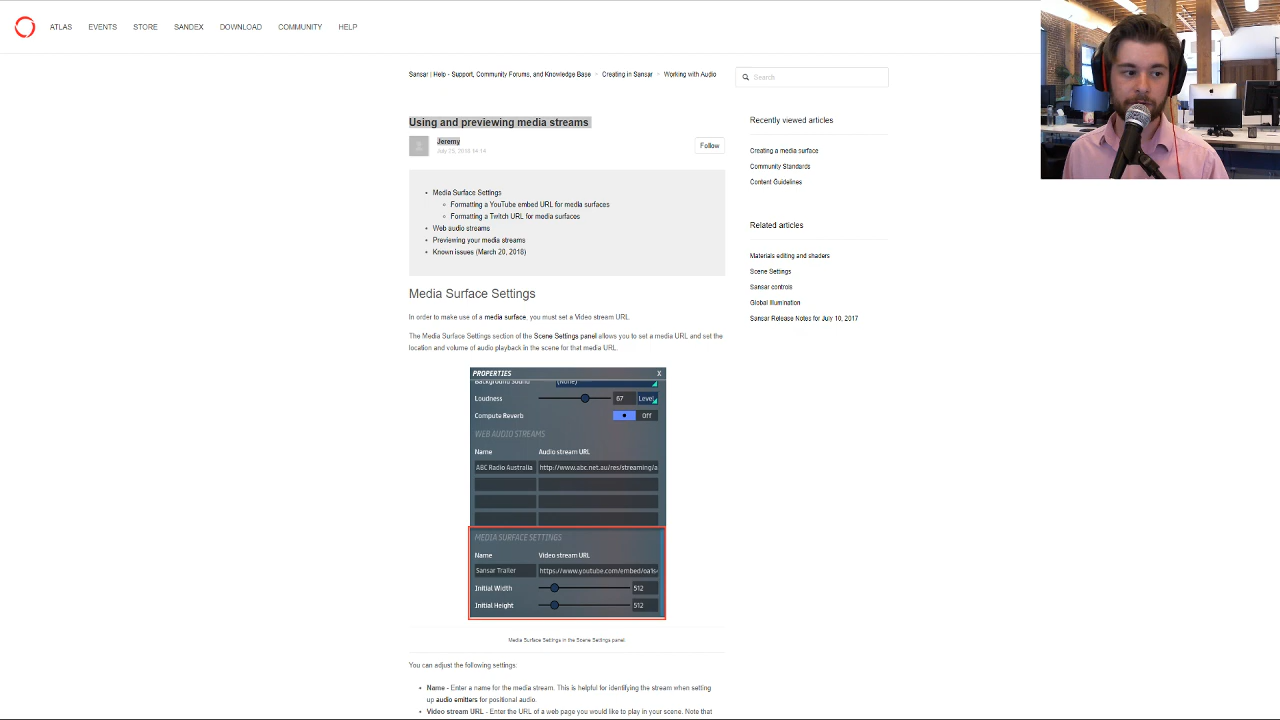 ATLAS EVENTS STORE SANDEX DOWNLOAD COMMUNITY HELP
Sansar | Help - Support, Community Forums, and Knowledge Base > Creating in Sansar > Working with Audio
Search
Using and previewing media streams
Jeremy
Follow
Media Surface Settings
Formatting a YouTube embed URL for media surfaces
Formatting a Twitch URL for media surfaces
Web audio streams
Previewing your media streams
Known issues (March 20, 2018)
Media Surface Settings
In order to make use of a media surface, you must set a Video stream URL.
The Media Surface Settings section of the Scene Settings panel allows you to set a media URL and set the
location and volume of audio playback in the scene for that media URL.
PROPERTIES X
Background Sound (None)
Loudness 67 Level
Compute Reverb: Off
WEB AUDIO STREAMS
Name Audio stream URL
ABC Radio Australia http://www.abc.net.au/res/streaming/a
MEDIA SURFACE SETTINGS
Name Video stream URL
Sansar Trailer https://www.youtube.com/embed/oa1s
Initial Width 512
Initial Height 512
Media Surface Settings in the Scene Settings panel.
You can adjust the following settings:
Name - Enter a name for the media stream. This is helpful for identifying the stream when setting
up audio emitters for positional audio.
Video stream URL - Enter the URL of a web page you would like to play in your scene. Note that
Recently viewed articles
Creating a media surface
Community Standards
Content Guidelines
Related articles
Materials editing and shaders
Scene Settings
Sansar controls
Global Illumination
Sansar Release Notes for July 10, 2017